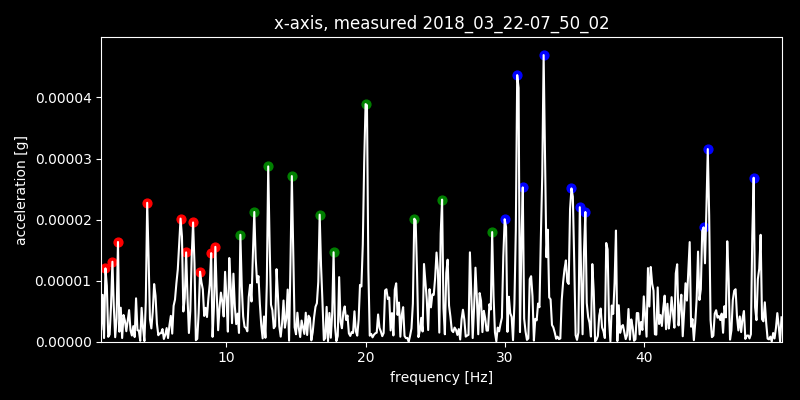 x-axis, measured 2018_03_22-07_50_02
acceleration [g]
0.00004
0.00003
0.00002
0.00001
0.00000
10 20 30 40
frequency [Hz]